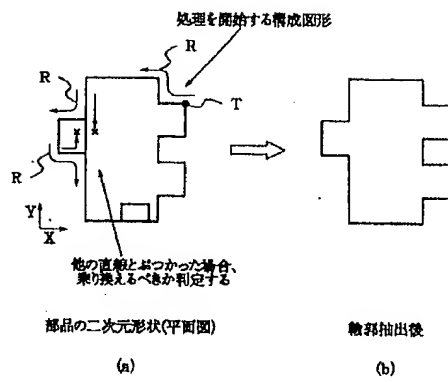 処理を開始する構成図形
R
R
T
R
Y
X
他の直線とぶつかった場合、
乗り換えるべきか判定する
部品の二次元形状(平面図)
輪郭抽出後
(a)
(b)